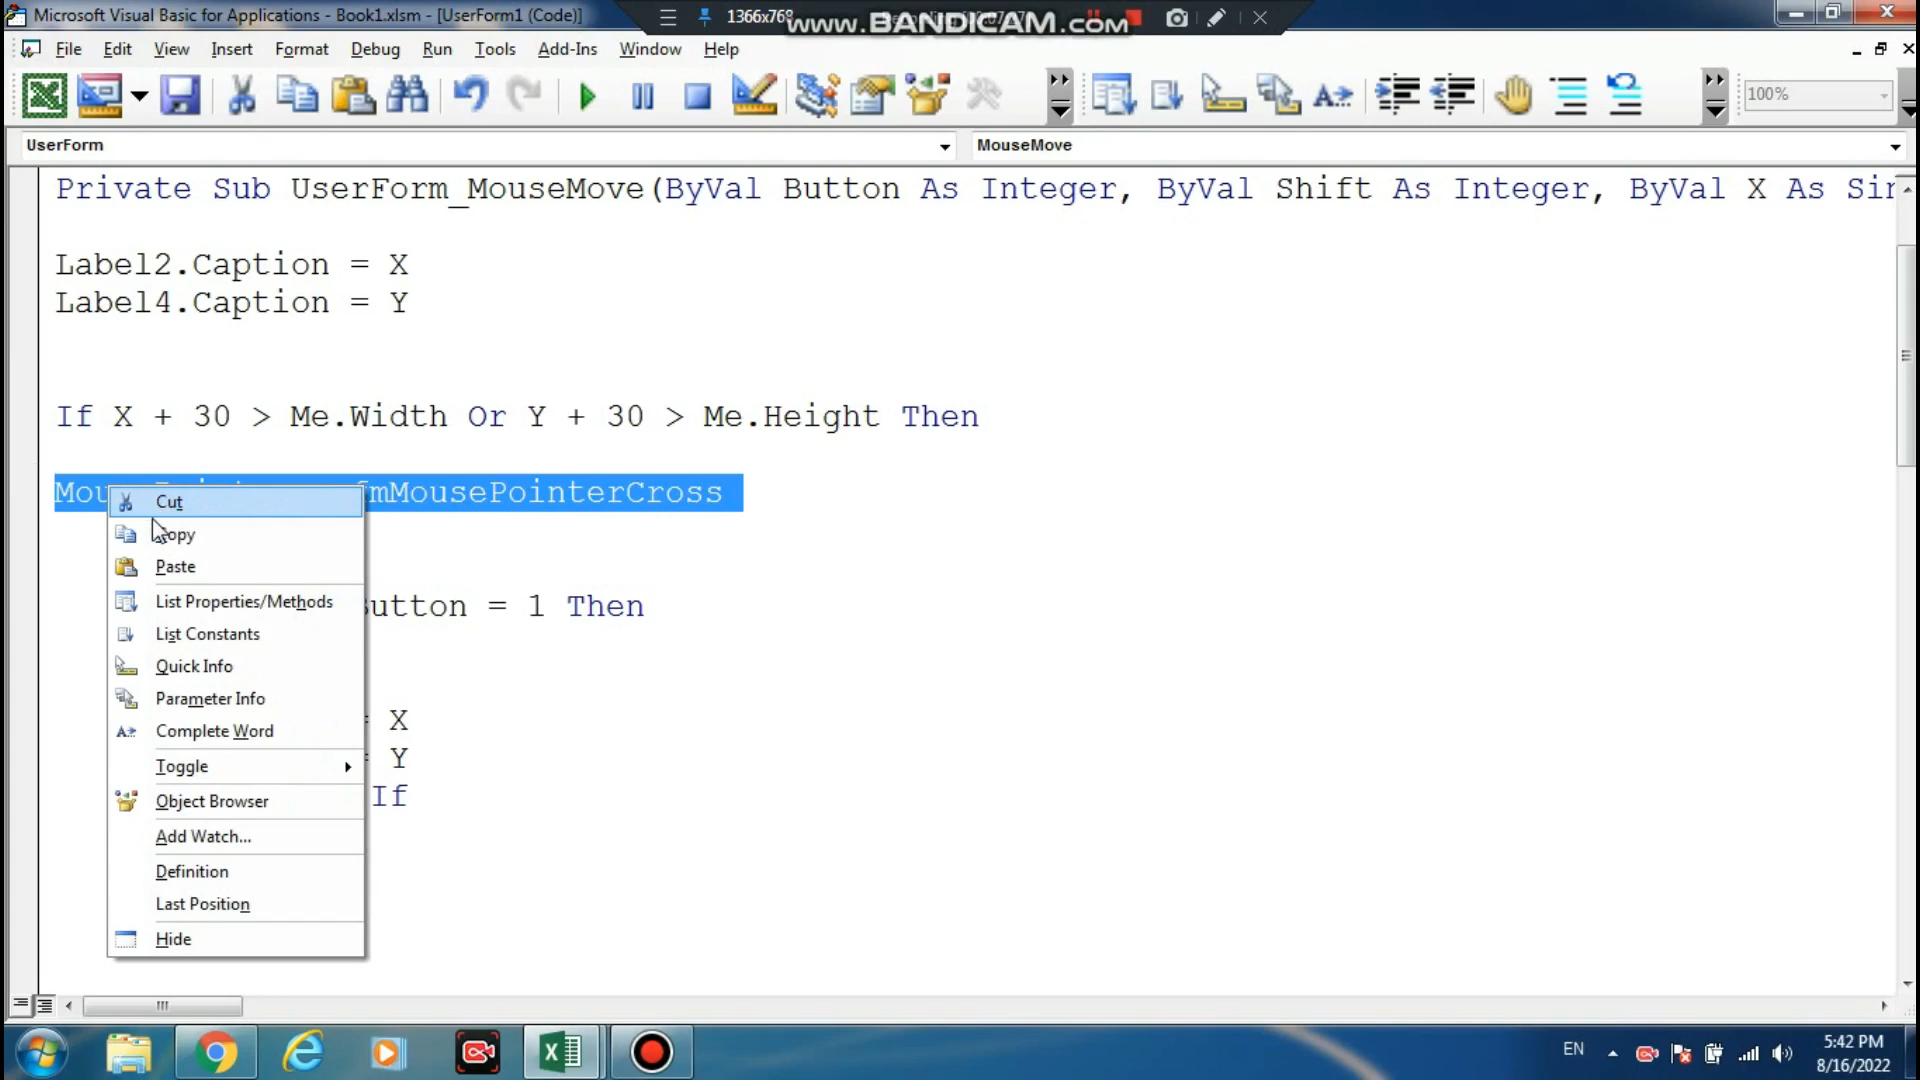 Microsoft Visual Basic for Applications - Book1.xlsm - [UserForm1 (Code)]
1366x768
www.BANDICAM.com
File Edit View Insert Format Debug Run Tools Add-Ins Window Help
100%
UserForm
MouseMove
Private Sub UserForm_MouseMove(ByVal Button As Integer, ByVal Shift As Integer, ByVal X As Sin
Label2.Caption = X
Label4.Caption = Y
If X + 30 > Me.Width Or Y + 30 > Me.Height Then
fmMousePointerCross
Button = 1 Then
= X
= Y
If
Cut
Copy
Paste
List Properties/Methods
List Constants
Quick Info
Parameter Info
Complete Word
Toggle
Object Browser
Add Watch...
Definition
Last Position
Hide
EN
5:42 PM
8/16/2022